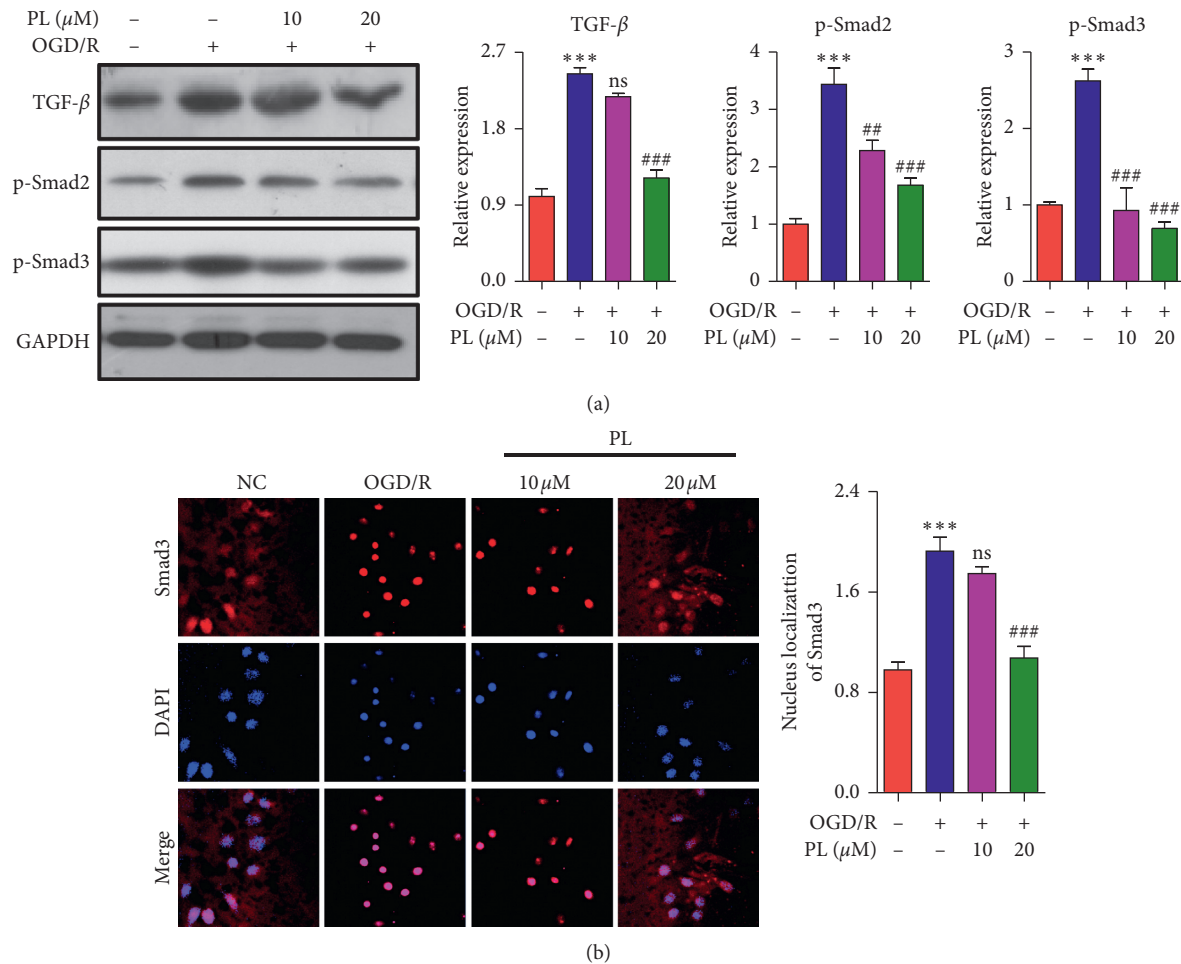 PL (μM) – – 10 20
OGD/R – + + +
TGF-β
p-Smad2
p-Smad3
GAPDH
TGF-β
Relative expression
2.7
1.8
0.9
0.0
***
ns
###
OGD/R – + + +
PL (μM) – – 10 20
p-Smad2
Relative expression
4
3
2
1
0
***
##
###
OGD/R – + + +
PL (μM) – – 10 20
p-Smad3
Relative expression
3
2
1
0
***
###
###
OGD/R – + + +
PL (μM) – – 10 20
(a)
PL
NC OGD/R 10 μM 20 μM
Smad3
DAPI
Merge
Nucleus localizattion
of Smad3
2.4
1.6
0.8
0.0
***
ns
###
OGD/R – + + +
PL (μM) – – 10 20
(b)